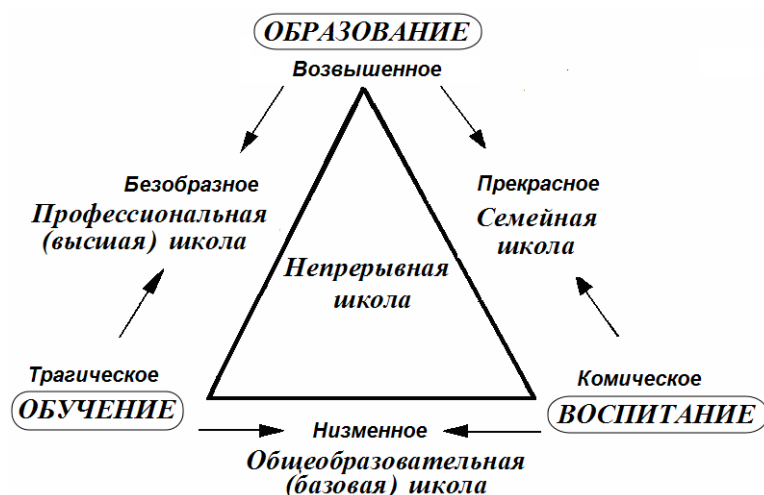 ОБРАЗОВАНИЕ
Возвышенное
Безобразное
Профессиональная
(высшая) школа
Прекрасное
Семейная
школа
Непрерывная
школа
Трагическое
ОБУЧЕНИЕ
Комическое
ВОСПИТАНИЕ
Низменное
Общеобразовательная
(базовая) школа